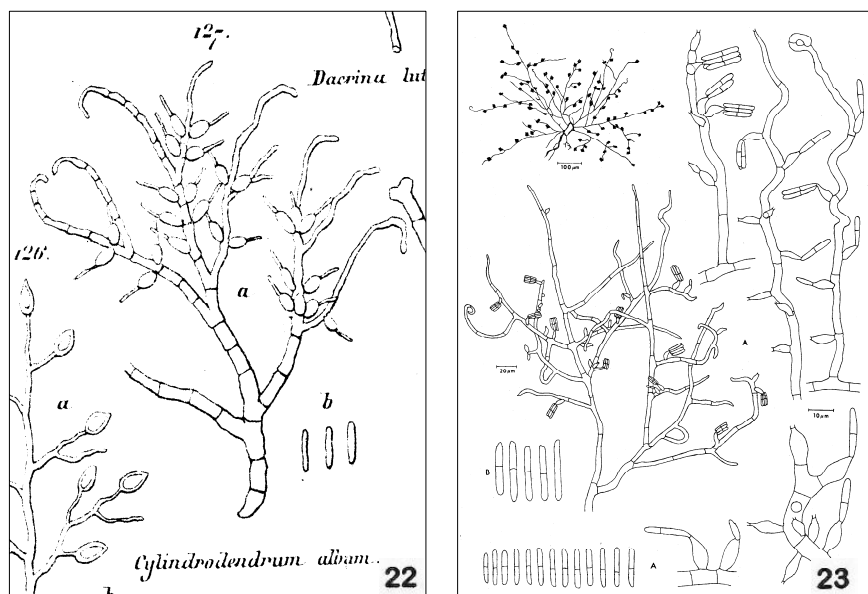 127.
Dacrina lut
126.
a
a
b
Cylindrodendrum album.
22
100 µm
A
20 µm
10 µm
B
A
23